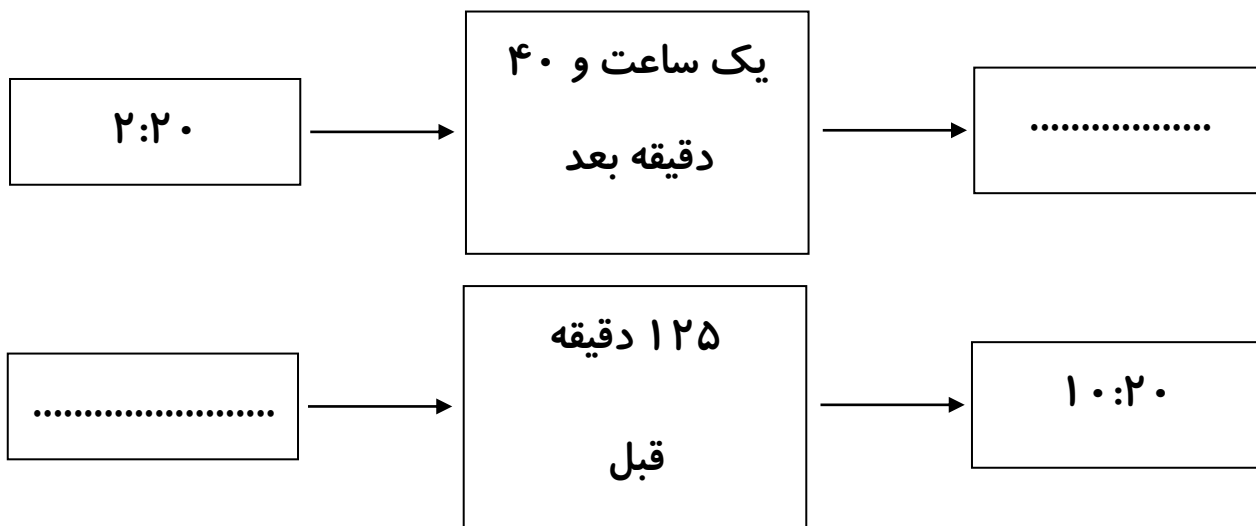 ۲:۲۰
یک ساعت و ۴۰
دقیقه بعد
..................
........................
۱۲۵ دقیقه
قبل
۱۰:۲۰